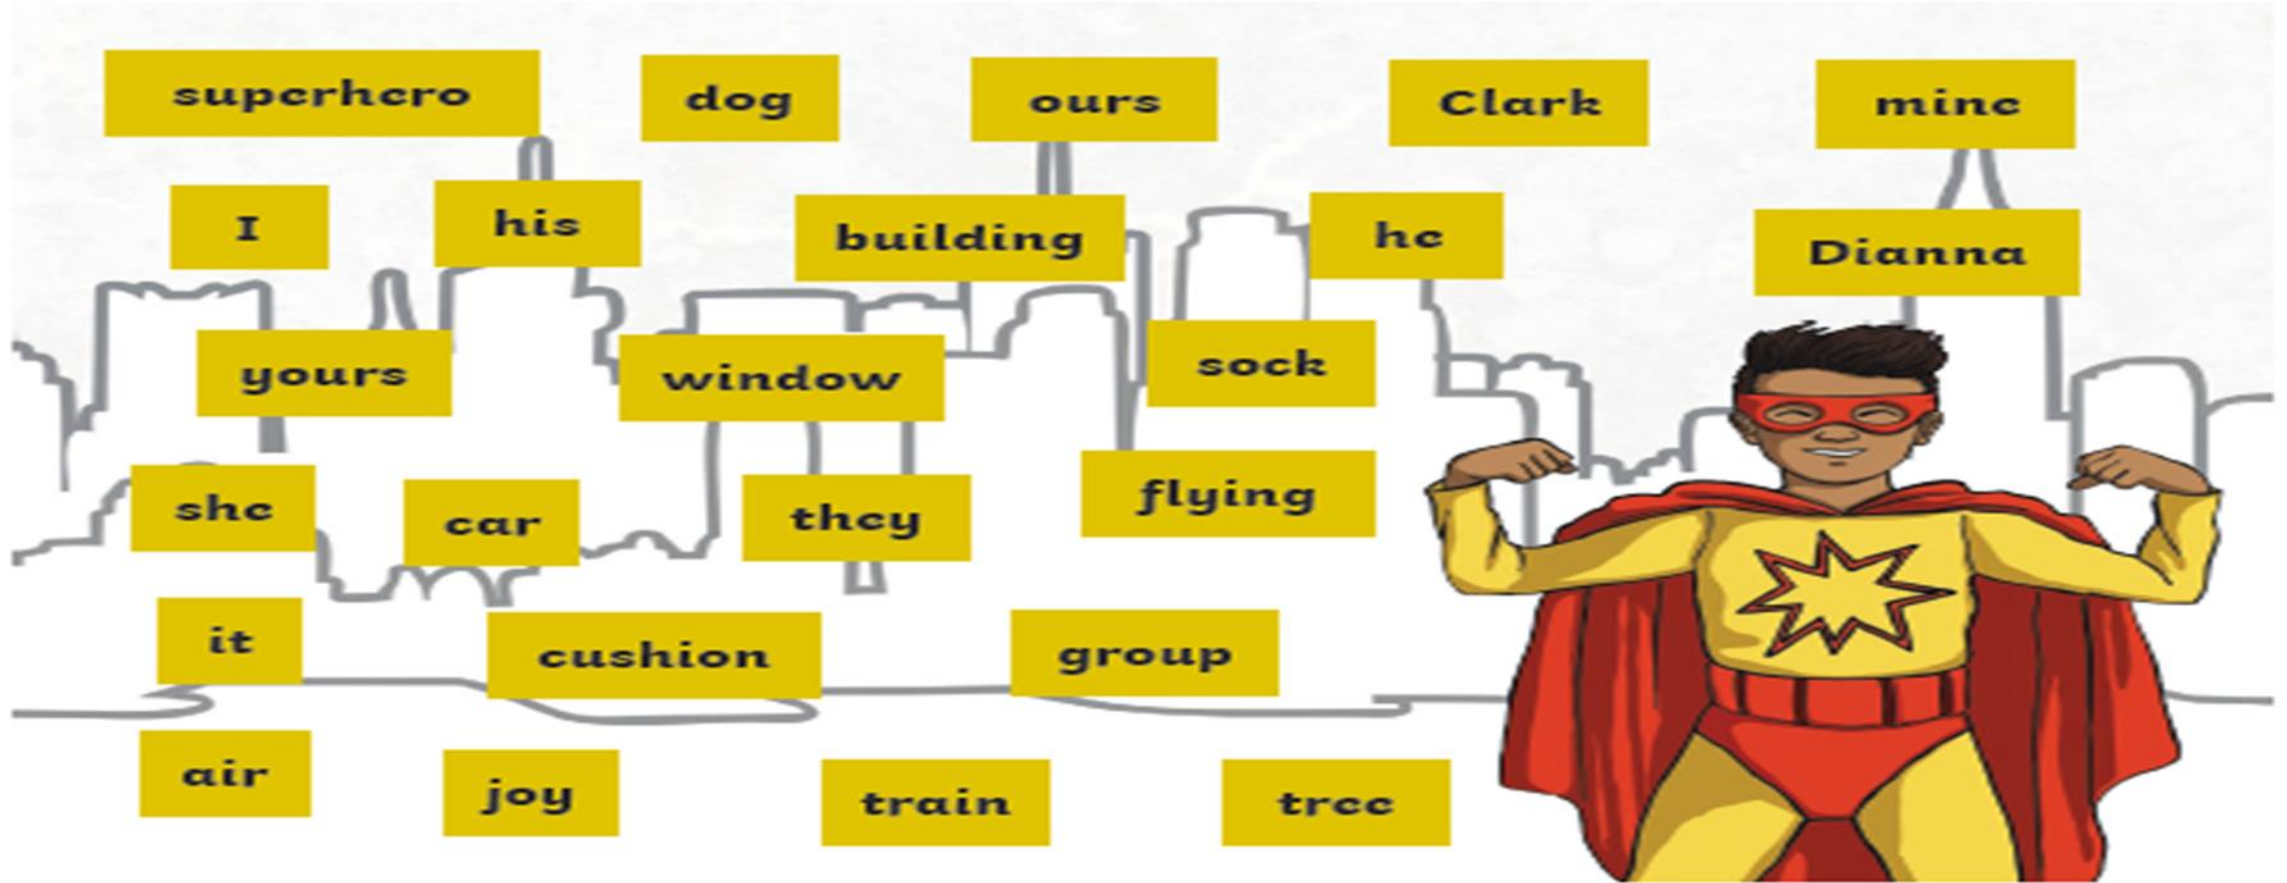 superhero dog ours Clark mine
I his building he Dianna
yours window sock
she car they flying
it cushion group
air joy train tree